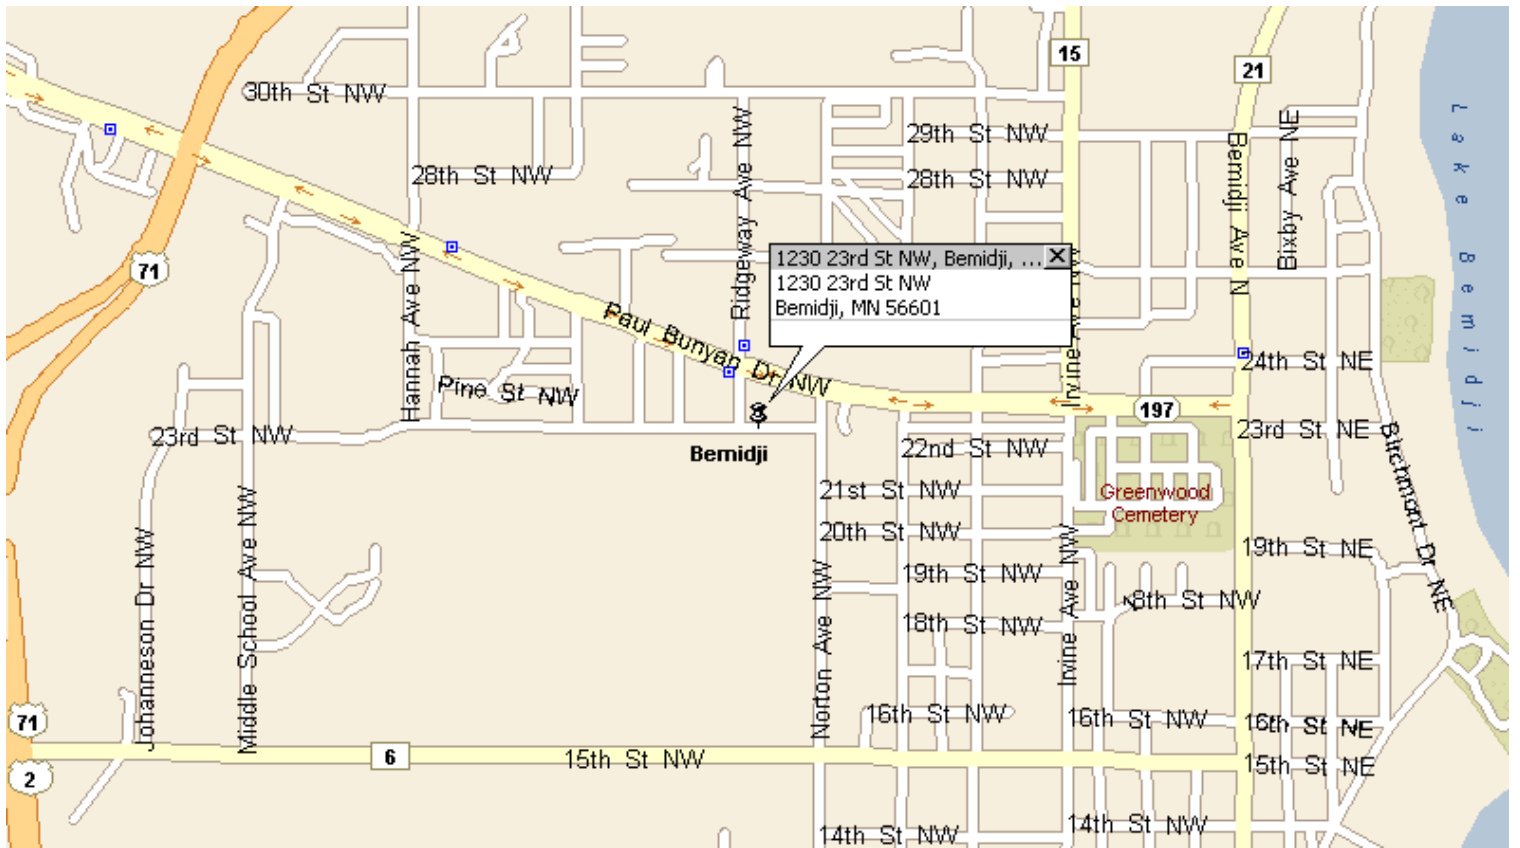 15
21
30th St NW
29th St NW
28th St NW
28th St NW
Ridgeway Ave NW
Bemidji Ave N
Bixby Ave NE
Lake Bemidji
71
Hannah Ave NW
1230 23rd St NW, Bemidji, ...
1230 23rd St NW
Bemidji, MN 56601
Irvine Ave NW
Paul Bunyan Dr NW
24th St NE
Pine St NW
197
23rd St NW
23rd St NE
Bemidji
22nd St NW
Birchmont Dr NE
21st St NW
Greenwood
Cemetery
20th St NW
19th St NW
19th St NE
Johanneson Dr NW
Middle School Ave NW
Norton Ave NW
Irvine Ave NW
8th St NW
18th St NW
17th St NE
71
16th St NW
16th St NW
16th St NE
6
15th St NW
15th St NE
2
14th St NW
14th St NW